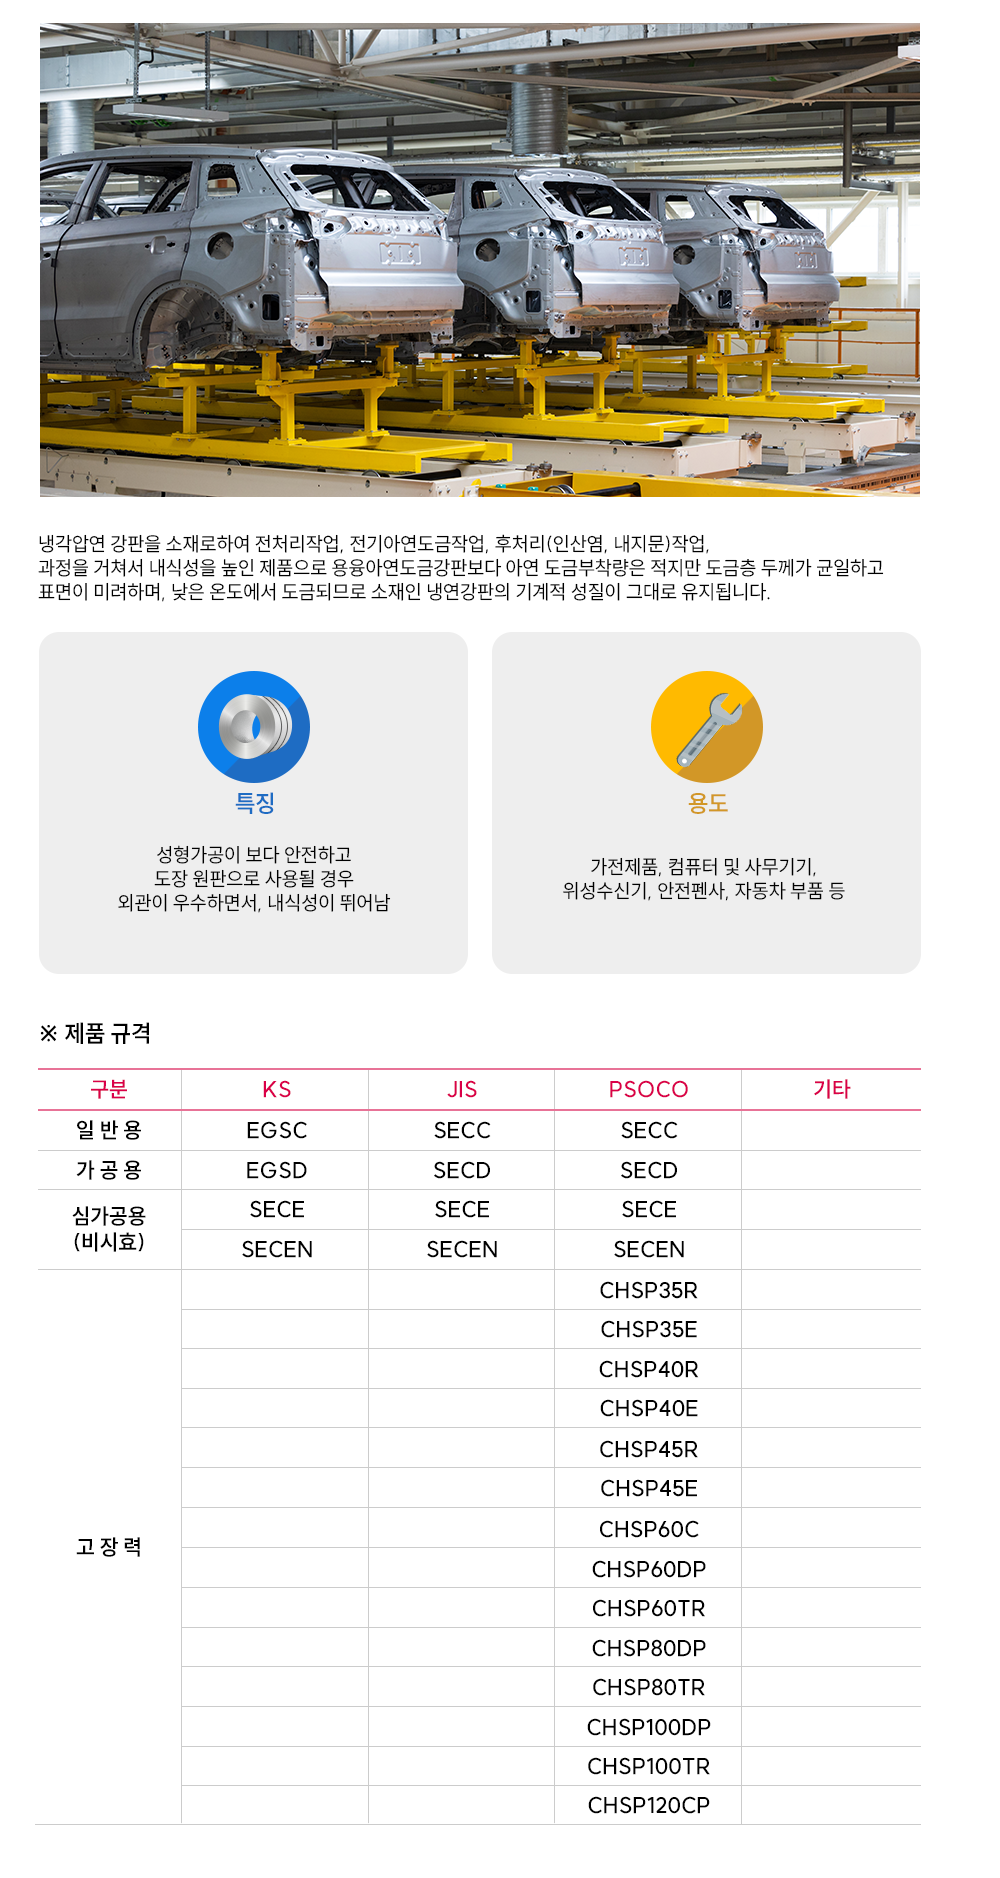 냉각압연 강판을 소재로하여 전처리작업, 전기아연도금작업, 후처리(인산염, 내지문)작업,
과정을 거쳐서 내식성을 높인 제품으로 용융아연도금강판보다 아연 도금부착량은 적지만 도금층 두께가 균일하고
표면이 미려하며, 낮은 온도에서 도금되므로 소재인 냉연강판의 기계적 성질이 그대로 유지됩니다.
특징
성형가공이 보다 안전하고
도장 원판으로 사용될 경우
외관이 우수하면서, 내식성이 뛰어남
용도
가전제품, 컴퓨터 및 사무기기,
위성수신기, 안전펜사, 자동차 부품 등
※ 제품 규격
구분 KS JIS PSOCO 기타
일 반 용 EGSC SECC SECC
가 공 용 EGSD SECD SECD
심가공용
(비시효)
SECE SECE SECE
SECEN SECEN SECEN
고 장 력
CHSP35R
CHSP35E
CHSP40R
CHSP40E
CHSP45R
CHSP45E
CHSP60C
CHSP60DP
CHSP60TR
CHSP80DP
CHSP80TR
CHSP100DP
CHSP100TR
CHSP120CP